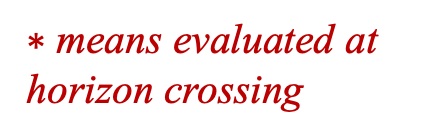 * means evaluated at
horizon crossing